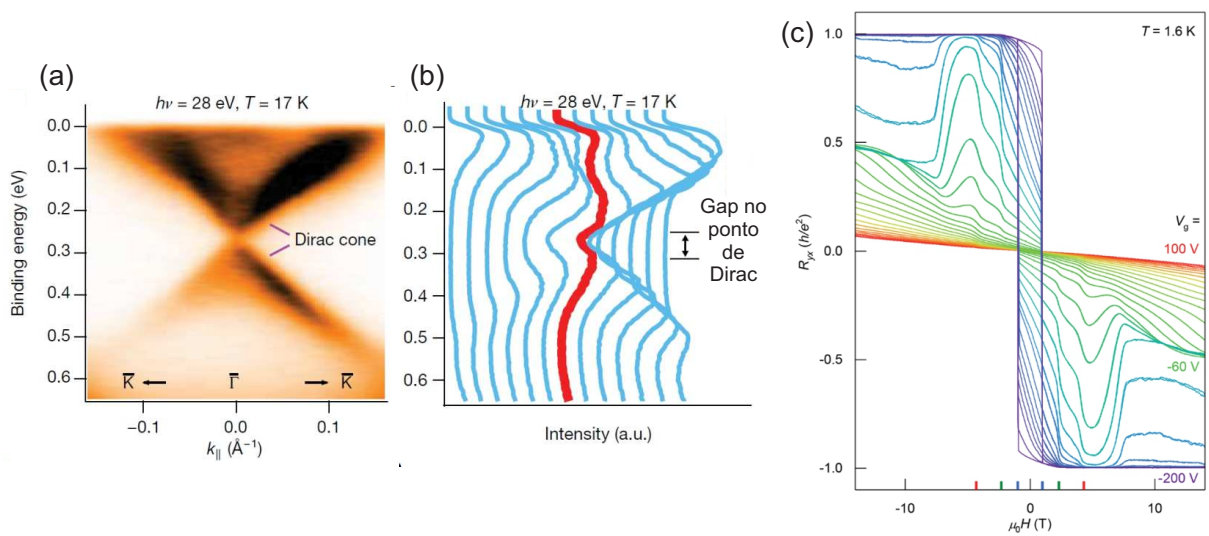 (a)
hν = 28 eV, T = 17 K
Binding energy (eV)
0.0
0.1
0.2
0.3
0.4
0.5
0.6
Dirac cone
K̄
Γ̄
K̄
−0.1
0.0
0.1
k|| (Å⁻¹)
(b)
hν = 28 eV, T = 17 K
0.0
0.1
0.2
0.3
0.4
0.5
0.6
Gap no
ponto
de
Dirac
Intensity (a.u.)
(c)
T = 1.6 K
Ryx (h/e²)
1.0
0.5
0.0
-0.5
-1.0
Vg =
100 V
-60 V
-200 V
-10
0
10
μ₀H (T)